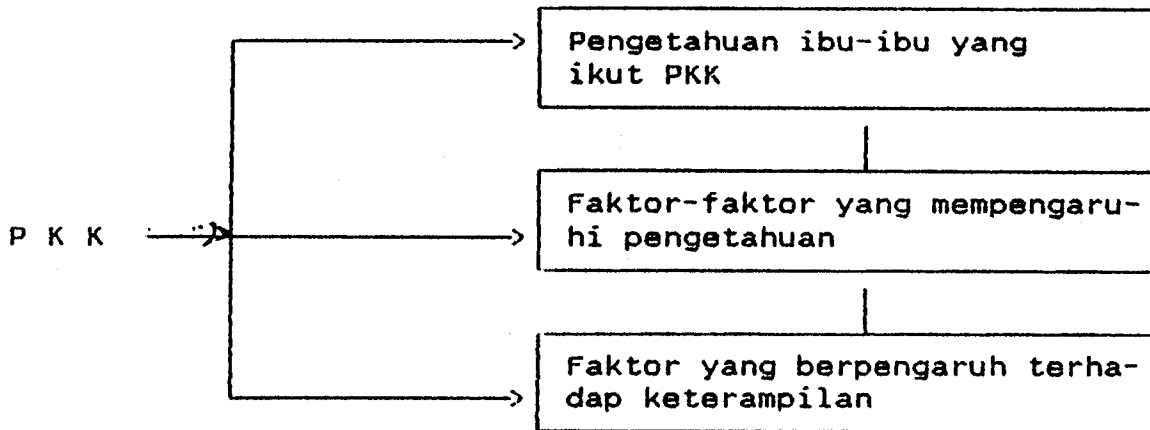 Pengetahuan ibu-ibu yang
ikut PKK
Faktor-faktor yang mempengaru-
hi pengetahuan
P K K
Faktor yang berpengaruh terha-
dap keterampilan